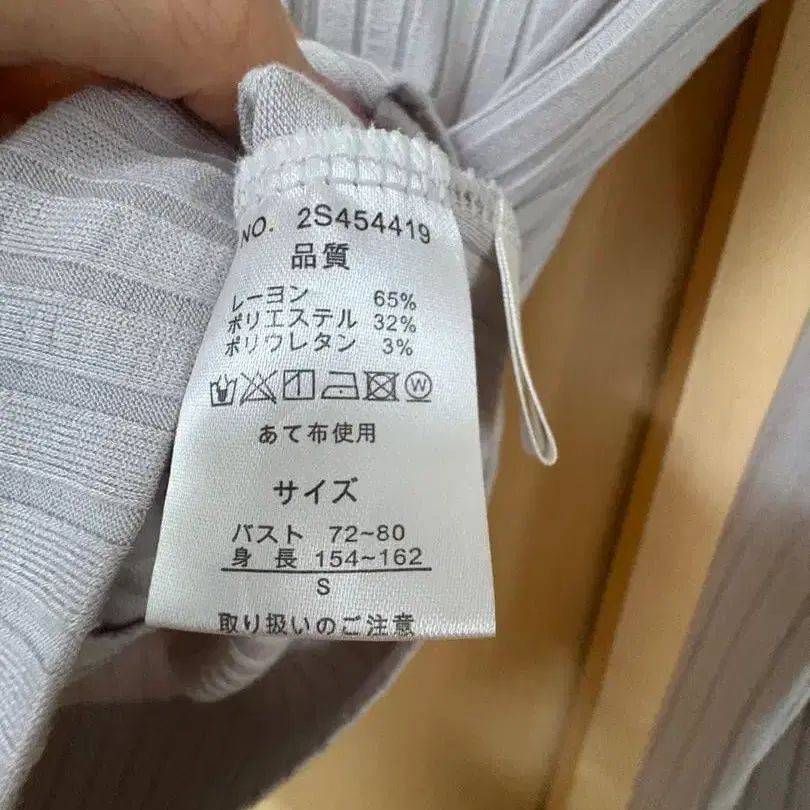 NO. 2S454419
品質
レーヨン 65%
ポリエステル 32%
ポリウレタン 3%
W
あて布使用
サイズ
バスト 72~80
身長 154~162
S
取り扱いのご注意